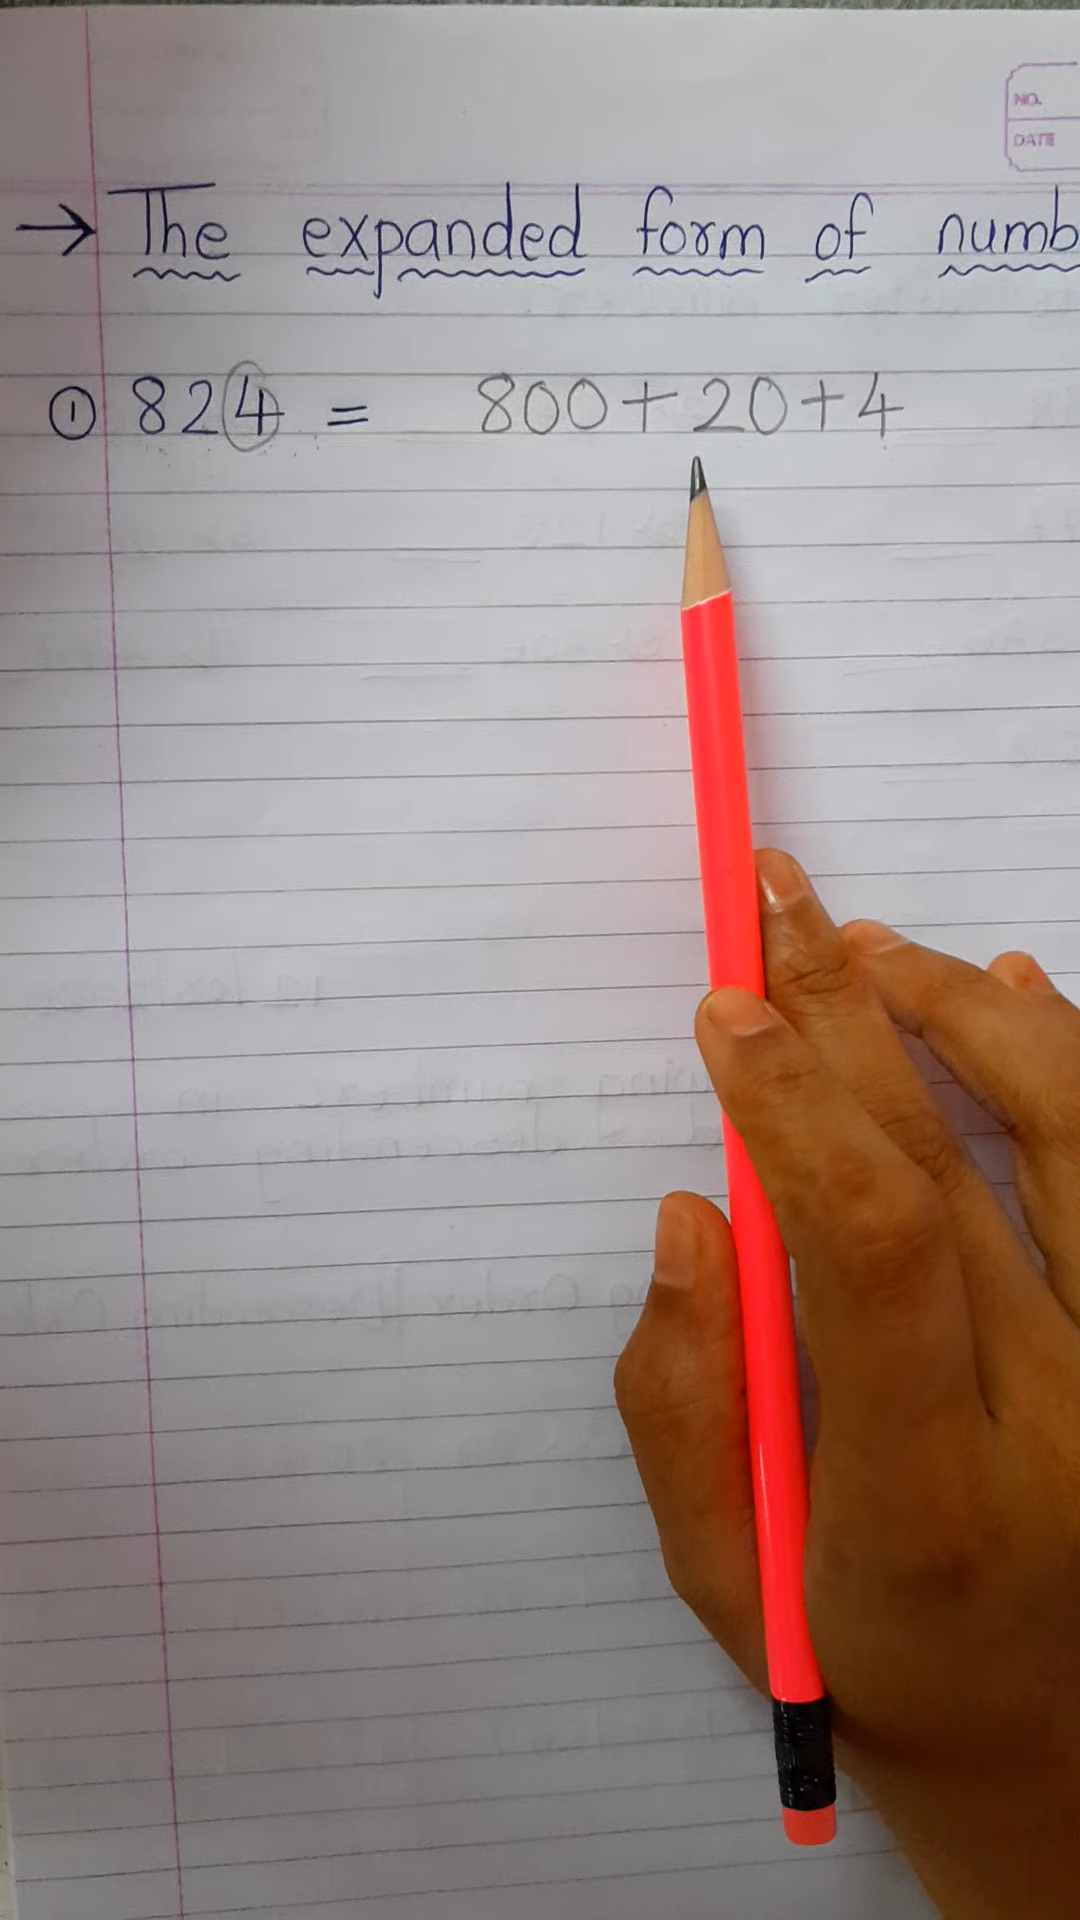 NO.
DATE
→ The expanded form of numb
① 824 = 800+20+4